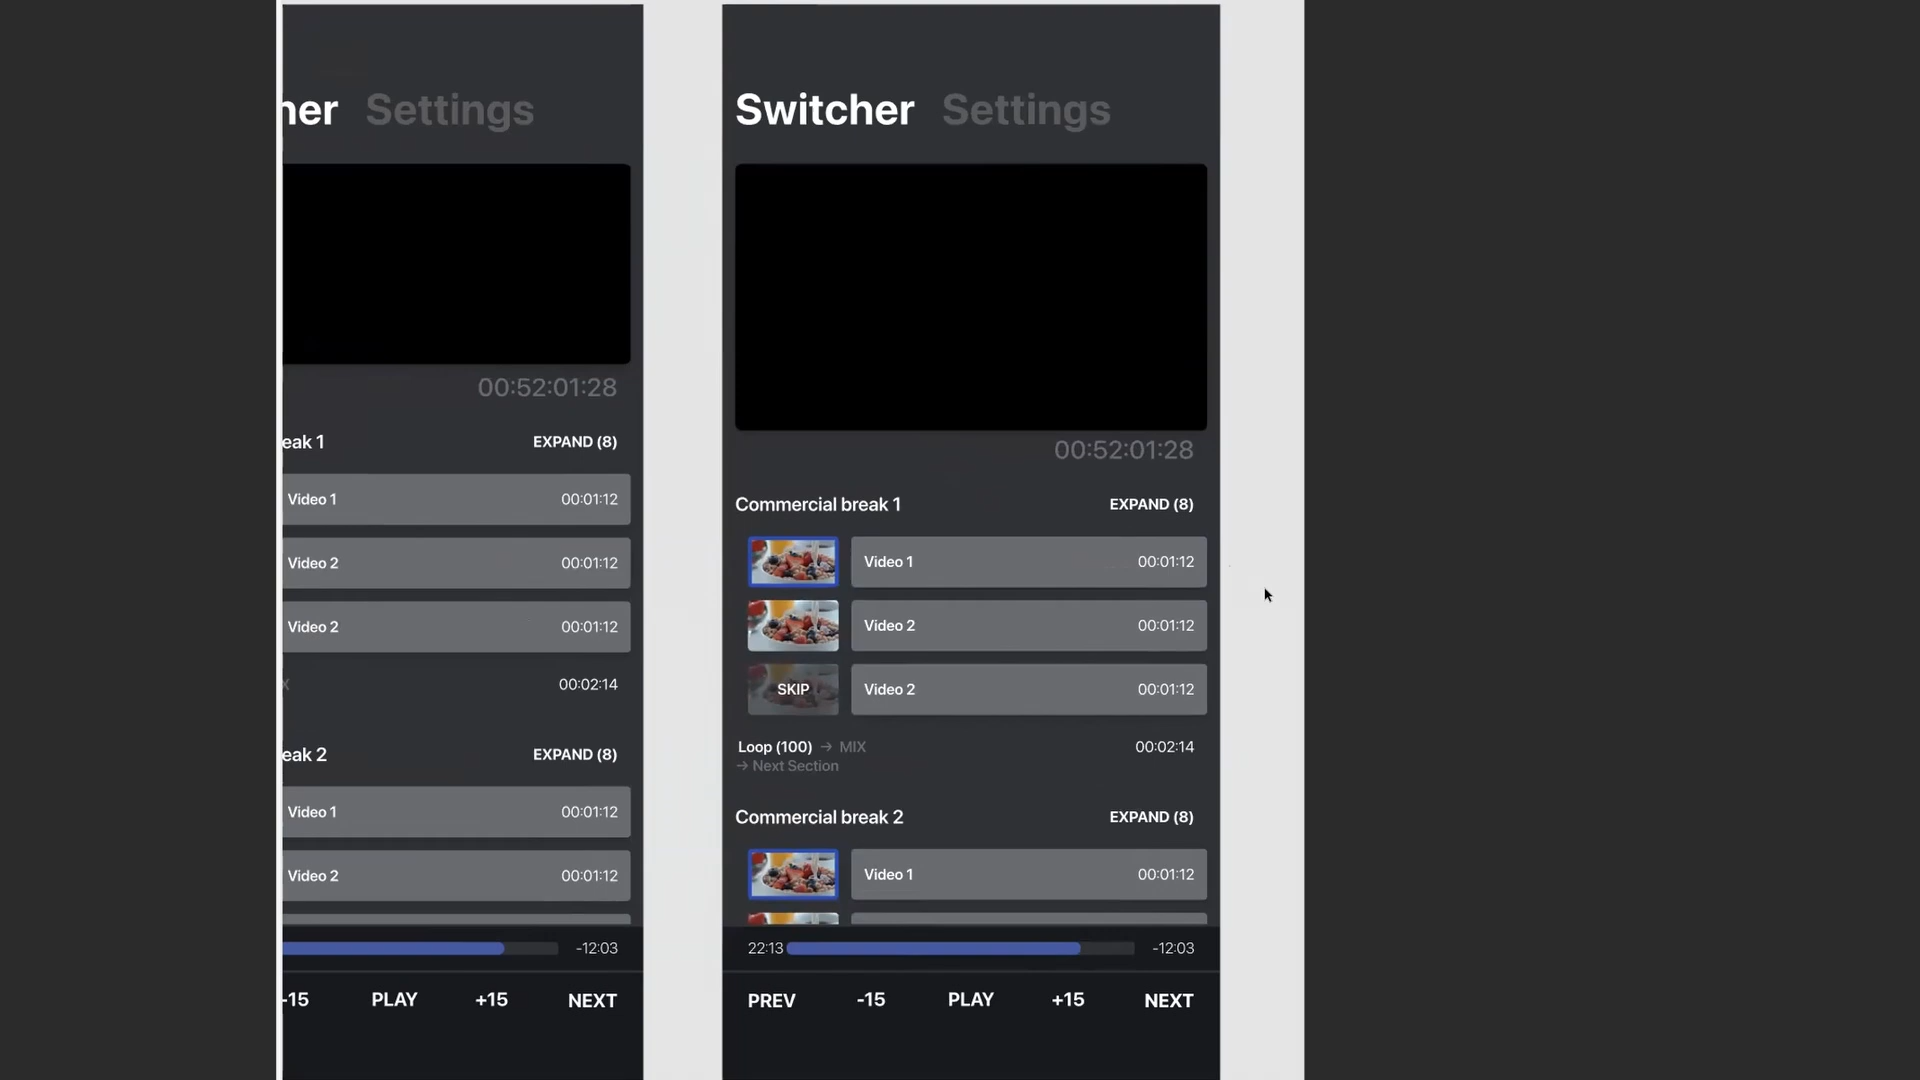 her Settings
00:52:01:28
eak 1 EXPAND (8)
Video 1 00:01:12
Video 2 00:01:12
Video 2 00:01:12
X 00:02:14
eak 2 EXPAND (8)
Video 1 00:01:12
Video 2 00:01:12
-12:03
-15 PLAY +15 NEXT
Switcher Settings
00:52:01:28
Commercial break 1 EXPAND (8)
Video 1 00:01:12
Video 2 00:01:12
SKIP Video 2 00:01:12
Loop (100) → MIX 00:02:14
→ Next Section
Commercial break 2 EXPAND (8)
Video 1 00:01:12
22:13 -12:03
PREV -15 PLAY +15 NEXT